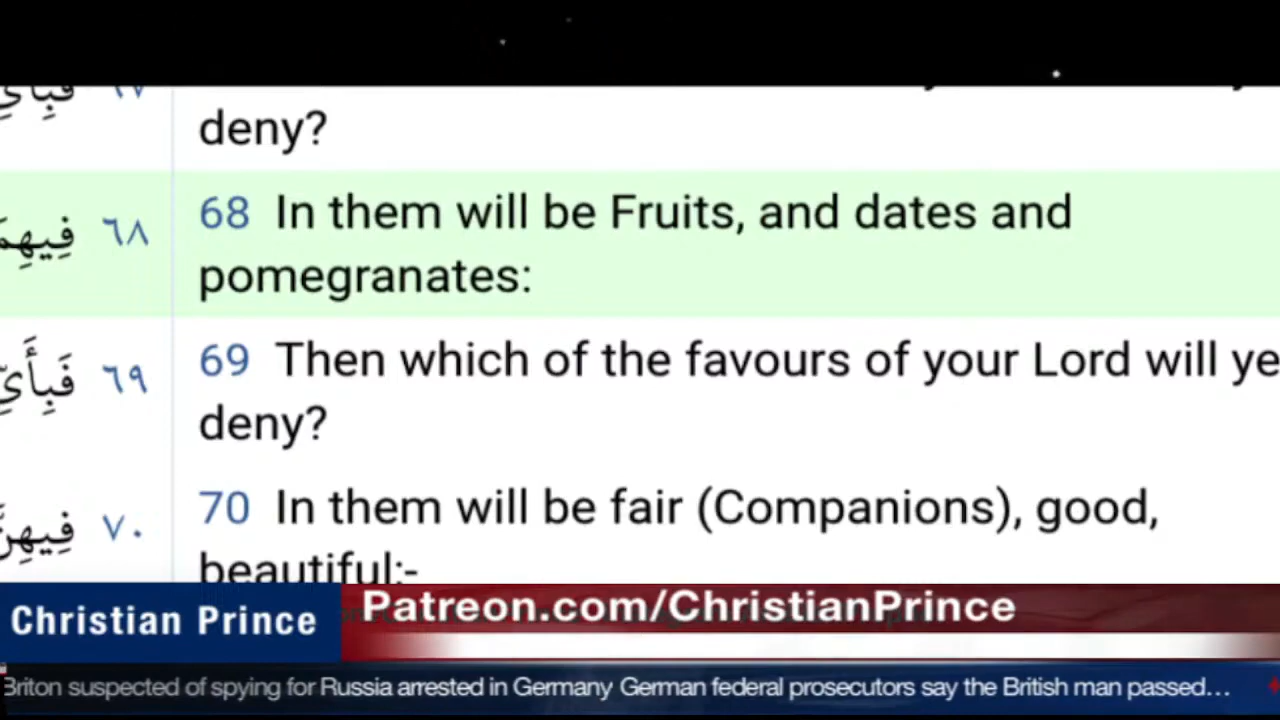 ٦٧
deny?
٦٨ 68 In them will be Fruits, and dates and
pomegranates:
فَبِأَيِّ ٦٩ 69 Then which of the favours of your Lord will ye
deny?
٧٠ 70 In them will be fair (Companions), good,
beautiful:-
Christian Prince
Patreon.com/ChristianPrince
Briton suspected of spying for Russia arrested in Germany German federal prosecutors say the British man passed...